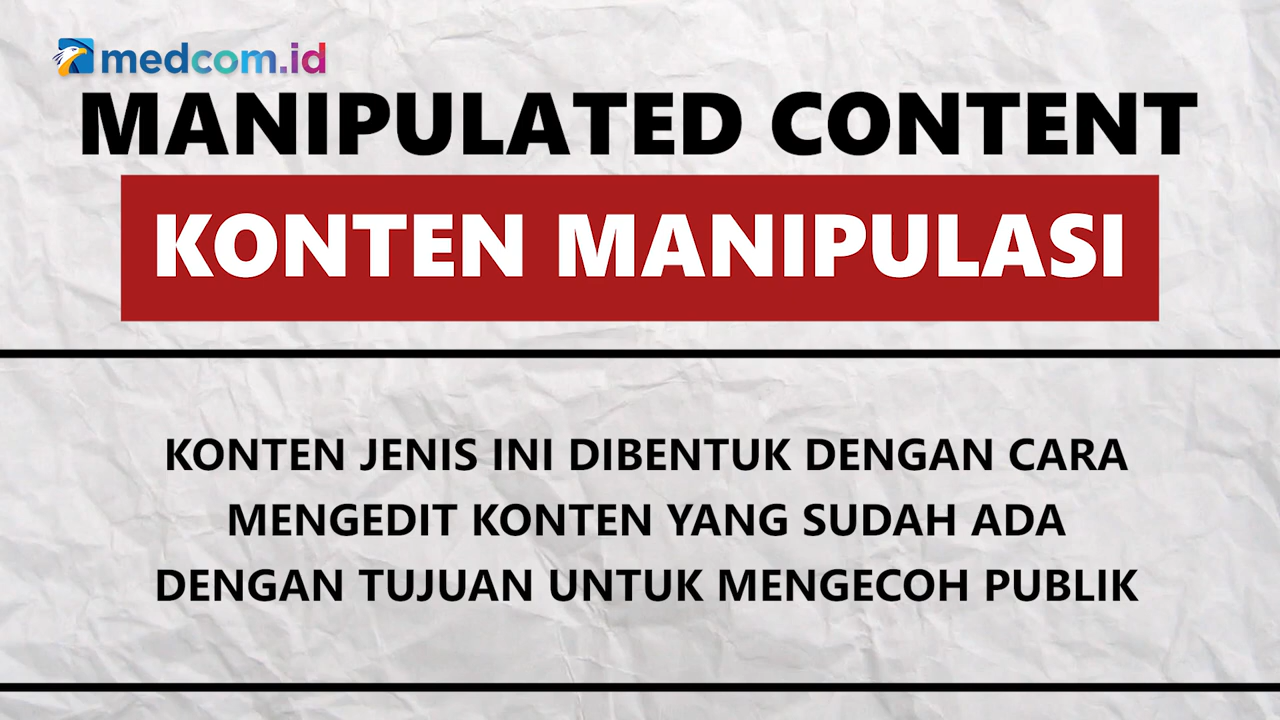 medcom.id
MANIPULATED CONTENT
KONTEN MANIPULASI
KONTEN JENIS INI DIBENTUK DENGAN CARA
MENGEDIT KONTEN YANG SUDAH ADA
DENGAN TUJUAN UNTUK MENGECOH PUBLIK